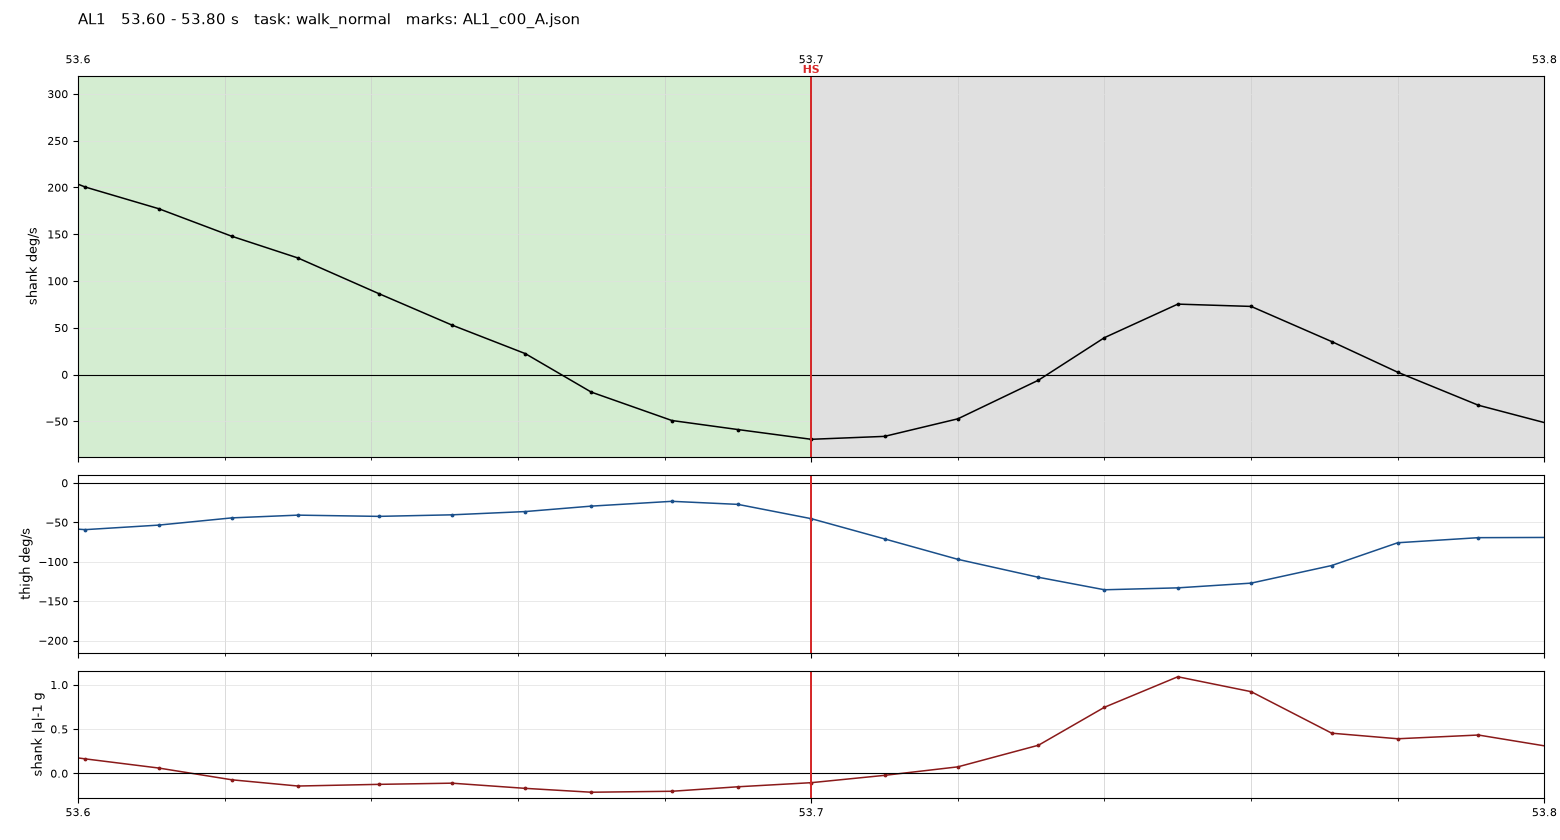 AL1   53.60 - 53.80 s   task: walk_normal   marks: AL1_c00_A.json
53.6 53.7 53.8
HS
300
250
200
150
100
50
0
−50
shank deg/s
0
−50
−100
−150
−200
thigh deg/s
1.0
0.5
0.0
shank |a|-1 g
53.6 53.7 53.8